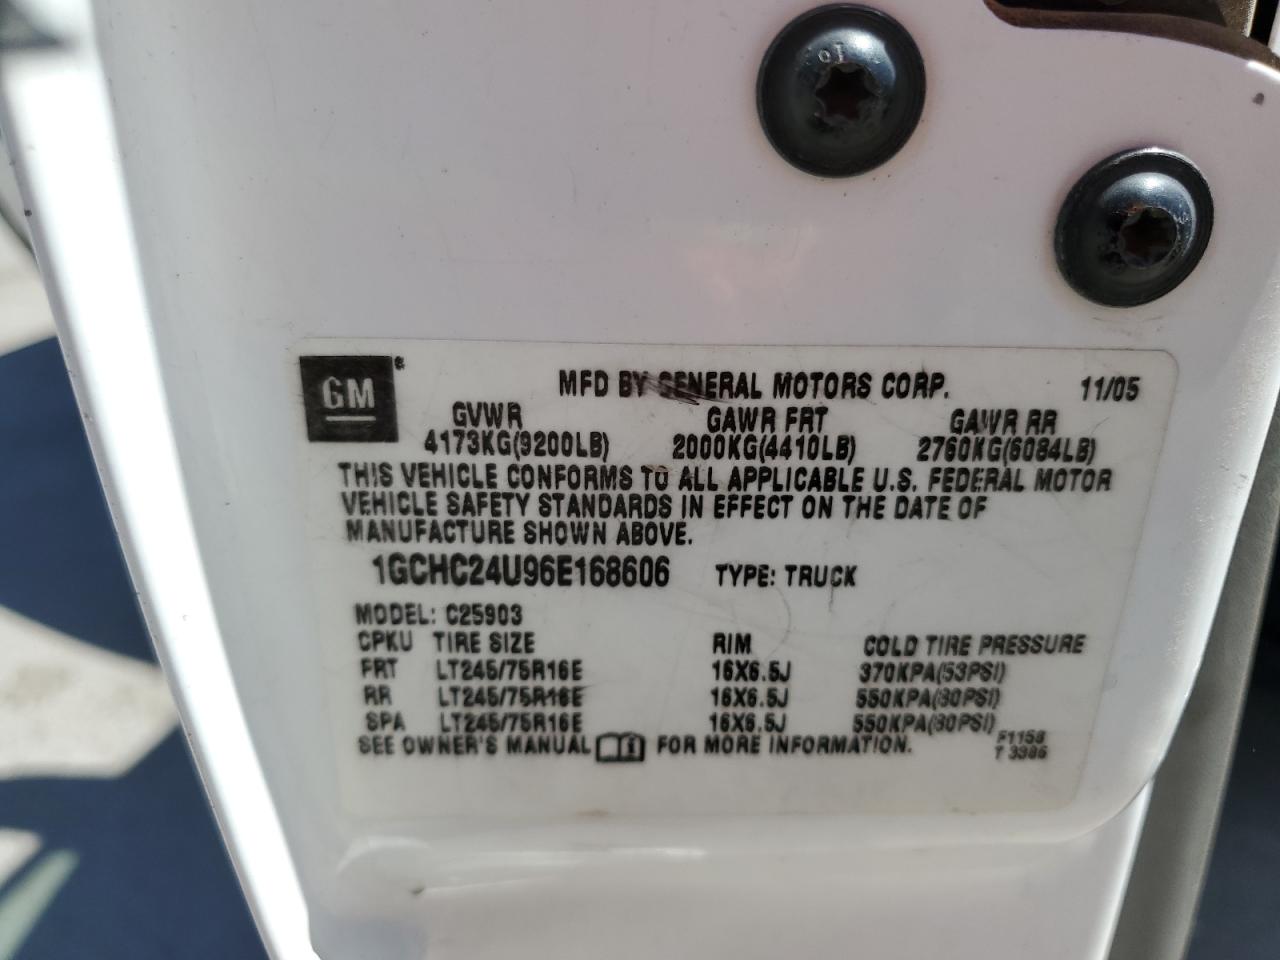 GM® MFD BY GENERAL MOTORS CORP. 11/05
GVWR GAWR FRT GAWR RR
4173KG(9200LB) 2000KG(4410LB) 2760KG(6084LB)
THIS VEHICLE CONFORMS TO ALL APPLICABLE U.S. FEDERAL MOTOR
VEHICLE SAFETY STANDARDS IN EFFECT ON THE DATE OF
MANUFACTURE SHOWN ABOVE.
1GCHC24U96E168606 TYPE: TRUCK
MODEL: C25903
CPKU TIRE SIZE RIM COLD TIRE PRESSURE
FRT LT245/75R16E 16X6.5J 370KPA(53PSI)
RR LT245/75R16E 16X6.5J 550KPA(80PSI)
SPA LT245/75R16E 16X6.5J 550KPA(80PSI)
SEE OWNER'S MANUAL FOR MORE INFORMATION.
F1158
T 3386